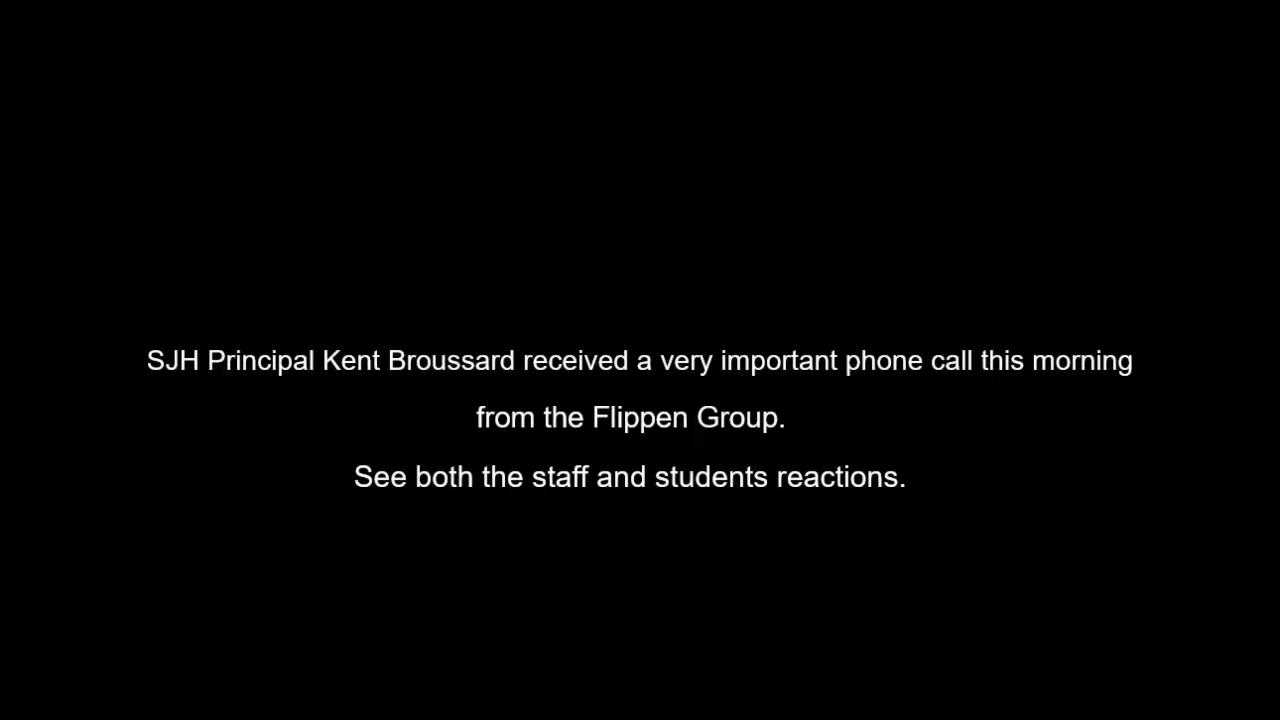 SJH Principal Kent Broussard received a very important phone call this morning
from the Flippen Group.
See both the staff and students reactions.